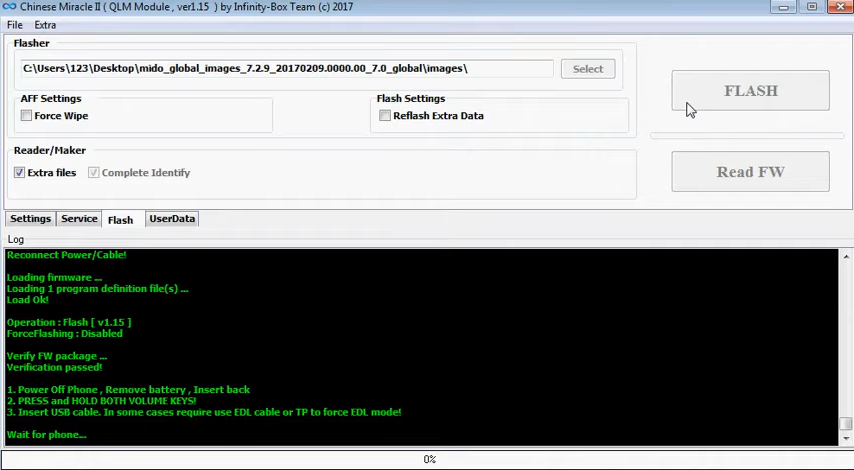 Chinese Miracle II ( QLM Module , ver1.15 ) by Infinity-Box Team (c) 2017
File Extra
Flasher
C:\Users\123\Desktop\mido_global_images_7.2.9_20170209.0000.00_7.0_global\images\
Select
FLASH
AFF Settings
Force Wipe
Flash Settings
Reflash Extra Data
Reader/Maker
Extra files
Complete Identify
Read FW
Settings Service Flash UserData
Log
Reconnect Power/Cable!
Loading firmware ...
Loading 1 program definition file(s) ...
Load Ok!
Operation : Flash [ v1.15 ]
ForceFlashing : Disabled
Verify FW package ...
Verification passed!
1. Power Off Phone , Remove battery , Insert back
2. PRESS and HOLD BOTH VOLUME KEYS!
3. Insert USB cable. In some cases require use EDL cable or TP to force EDL mode!
Wait for phone...
0%